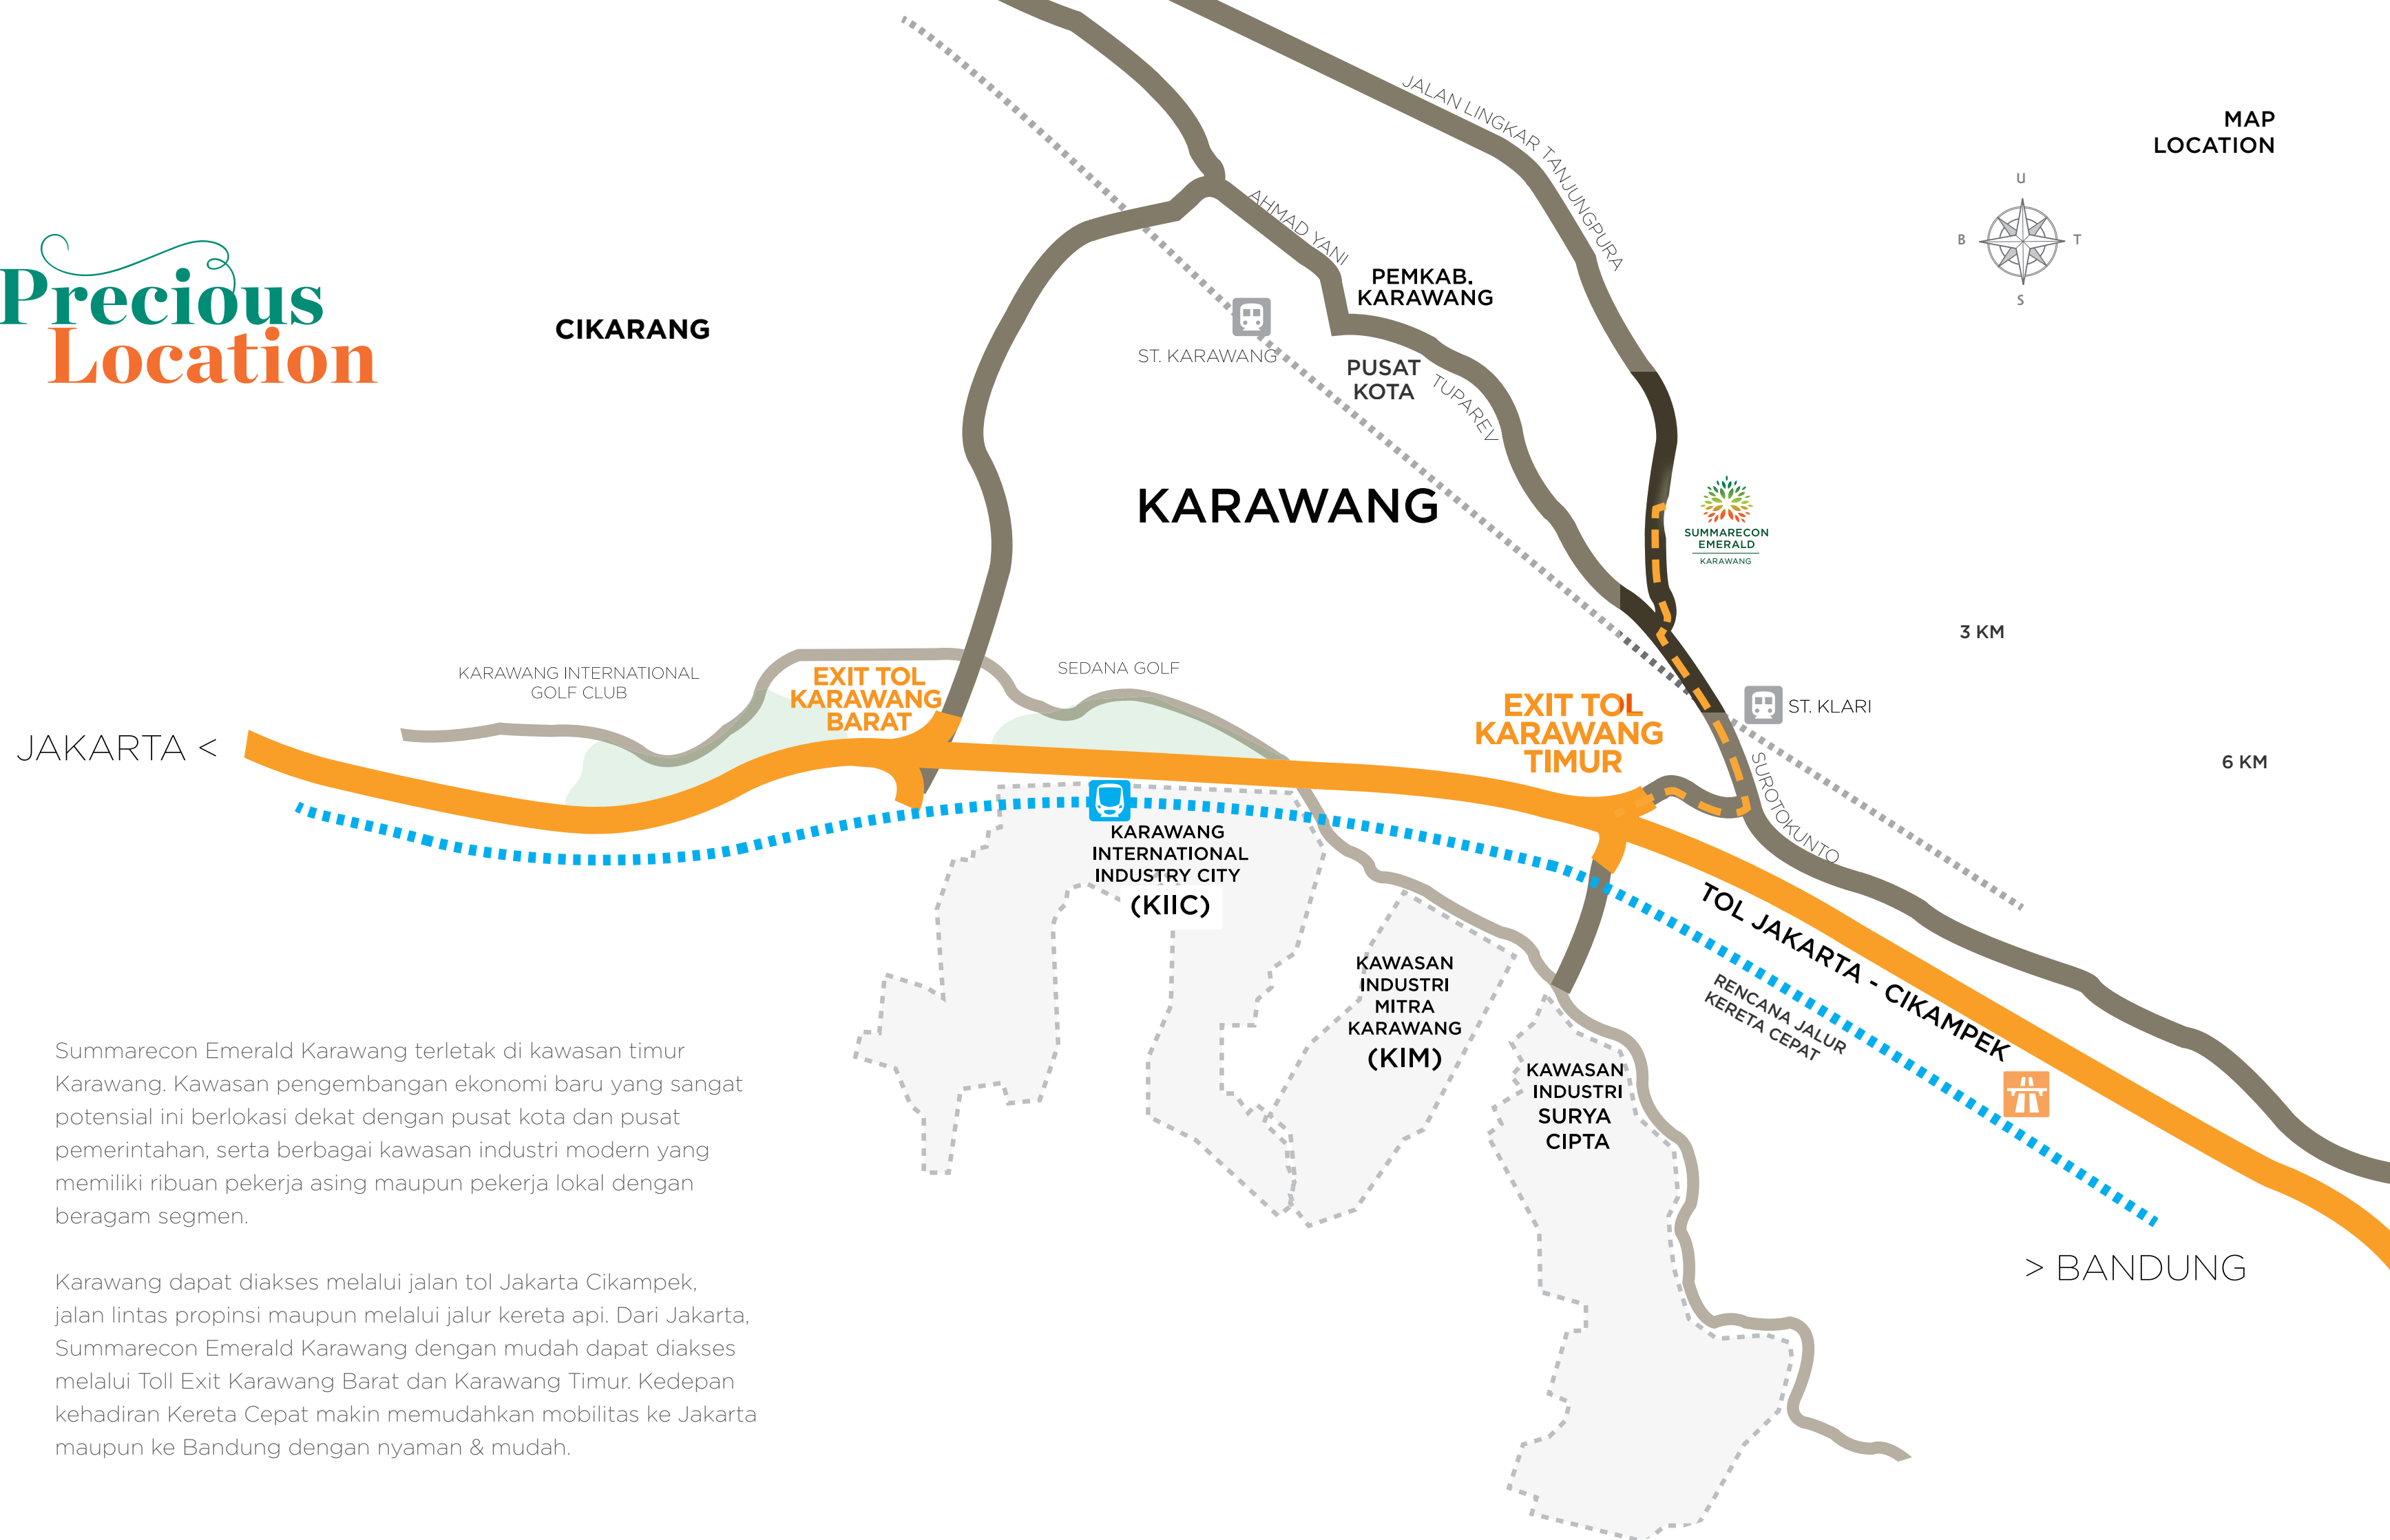 MAP
LOCATION
U
B
T
S
Precious
Location
CIKARANG
JALAN LINGKAR TANJUNGPURA
AHMAD YANI
PEMKAB.
KARAWANG
ST. KARAWANG
PUSAT
KOTA
TUPAREV
KARAWANG
SUMMARECON
EMERALD
KARAWANG
3 KM
KARAWANG INTERNATIONAL
GOLF CLUB
EXIT TOL
KARAWANG
BARAT
SEDANA GOLF
EXIT TOL
KARAWANG
TIMUR
ST. KLARI
JAKARTA <
6 KM
SUROTOKUNTO
KARAWANG
INTERNATIONAL
INDUSTRY CITY
(KIIC)
TOL JAKARTA - CIKAMPEK
RENCANA JALUR
KERETA CEPAT
KAWASAN
INDUSTRI
MITRA
KARAWANG
(KIM)
KAWASAN
INDUSTRI
SURYA
CIPTA
> BANDUNG
Summarecon Emerald Karawang terletak di kawasan timur
Karawang. Kawasan pengembangan ekonomi baru yang sangat
potensial ini berlokasi dekat dengan pusat kota dan pusat
pemerintahan, serta berbagai kawasan industri modern yang
memiliki ribuan pekerja asing maupun pekerja lokal dengan
beragam segmen.
Karawang dapat diakses melalui jalan tol Jakarta Cikampek,
jalan lintas propinsi maupun melalui jalur kereta api. Dari Jakarta,
Summarecon Emerald Karawang dengan mudah dapat diakses
melalui Toll Exit Karawang Barat dan Karawang Timur. Kedepan
kehadiran Kereta Cepat makin memudahkan mobilitas ke Jakarta
maupun ke Bandung dengan nyaman & mudah.